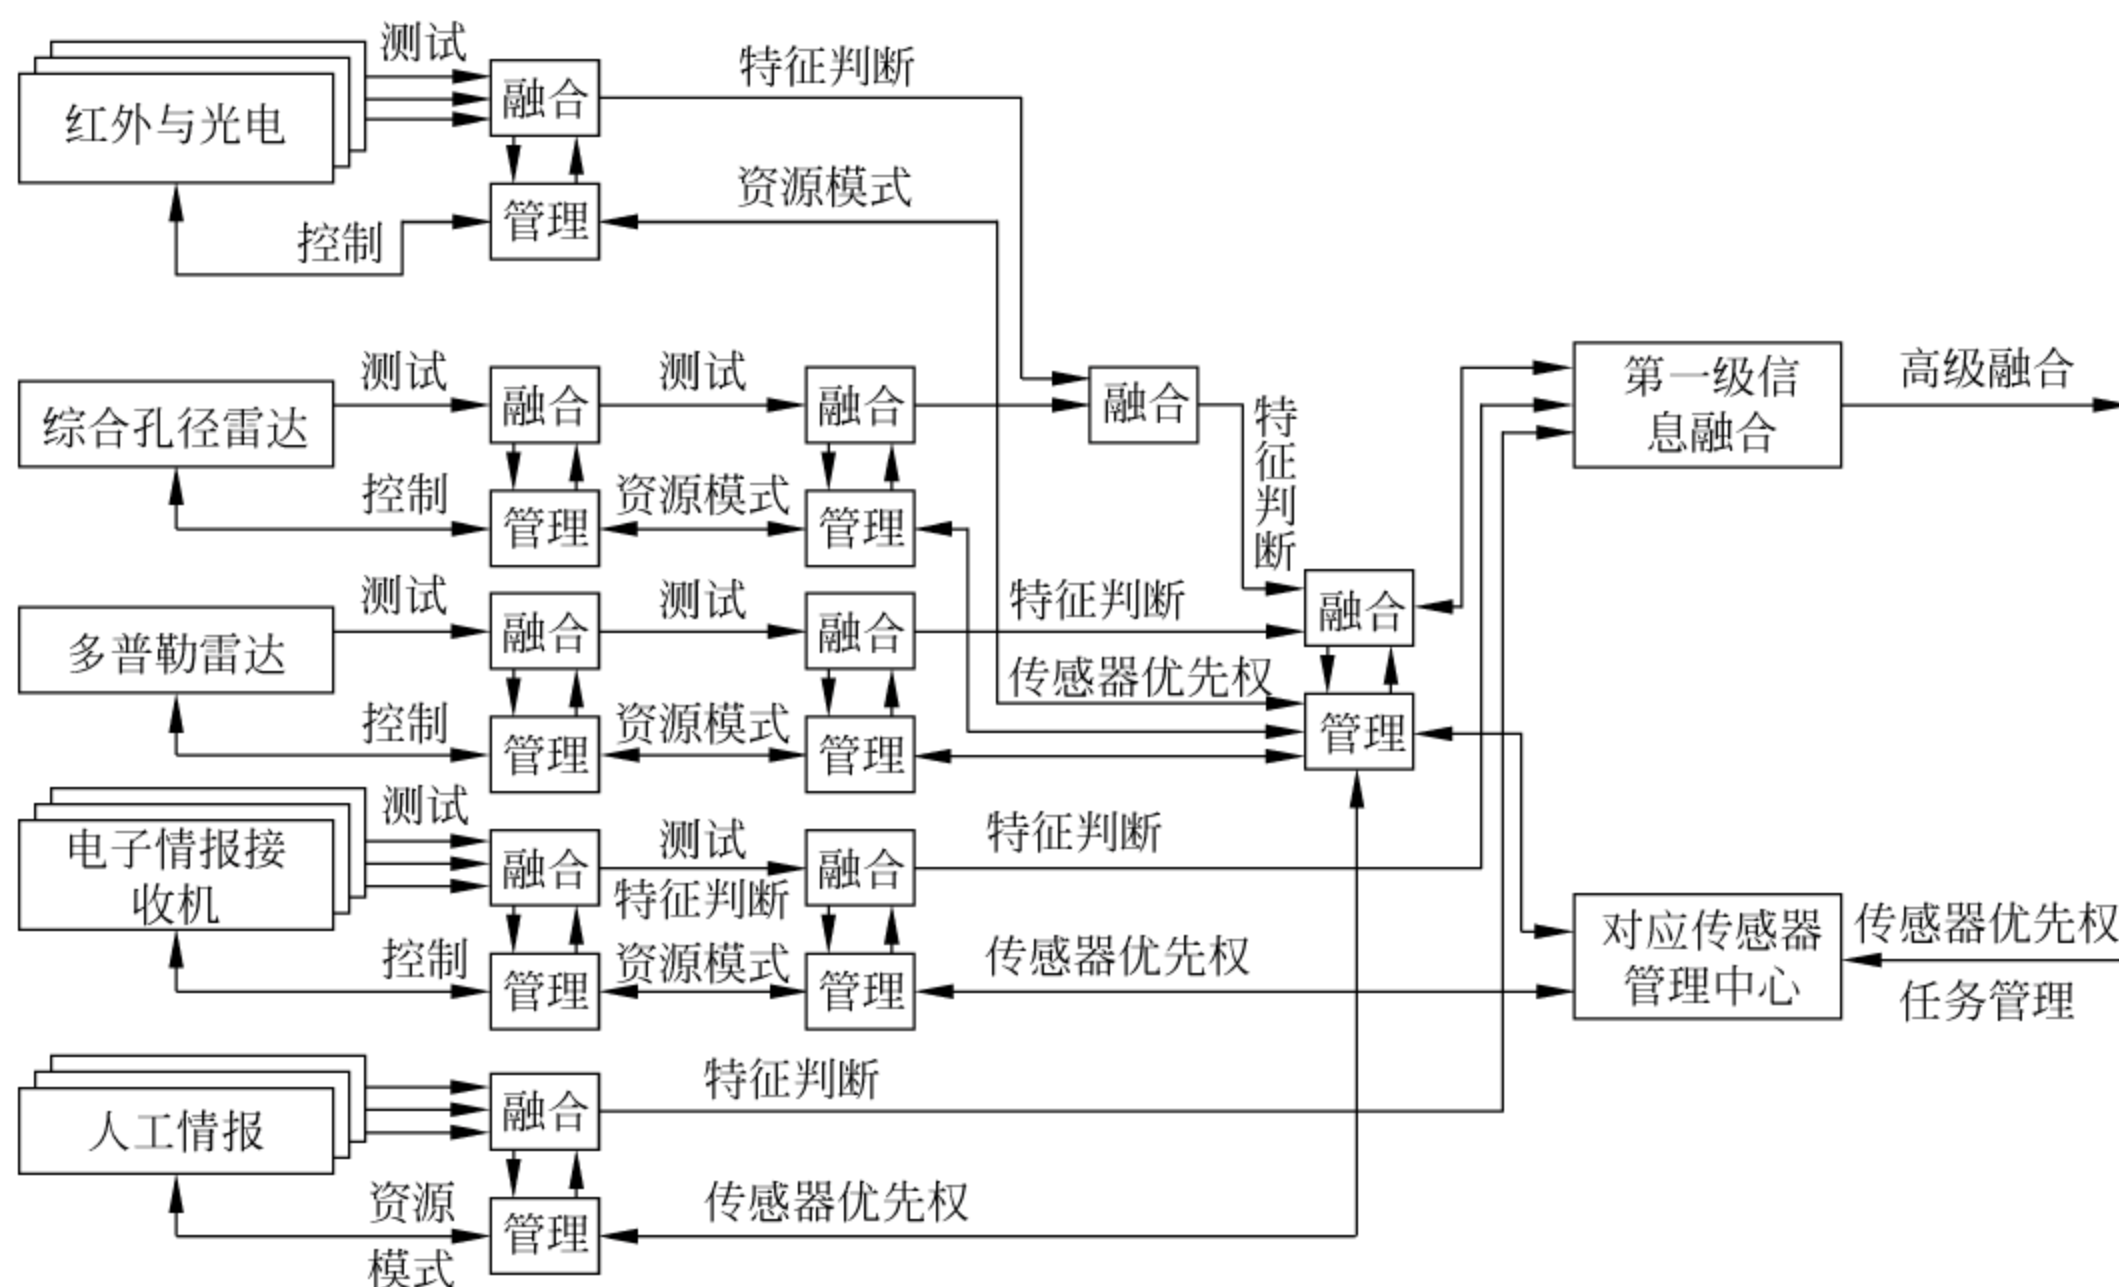 测试
融合
特征判断
红外与光电
资源模式
控制
管理
测试
融合
测试
融合
融合
特征判断
第一级信
息融合
高级融合
综合孔径雷达
控制
管理
资源模式
管理
测试
融合
测试
融合
特征判断
融合
多普勒雷达
传感器优先权
控制
管理
资源模式
管理
管理
测试
电子情报接
收机
融合
测试
特征判断
融合
特征判断
控制
管理
资源模式
管理
传感器优先权
对应传感器
管理中心
传感器优先权
任务管理
人工情报
融合
特征判断
资源
模式
管理
传感器优先权